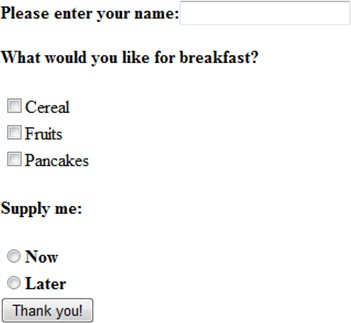 Please enter your name:
What would you like for breakfast?
Cereal
Fruits
Pancakes
Supply me:
Now
Later
Thank you!